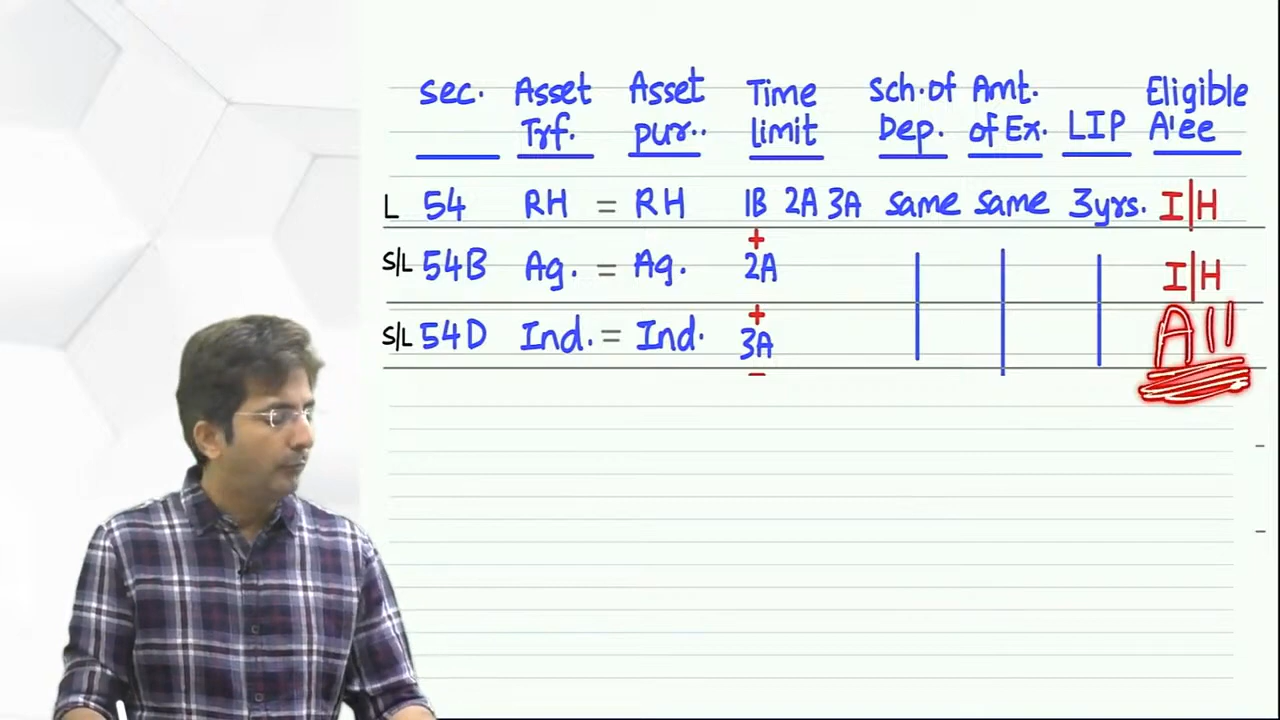 sec. Asset Trf. Asset pur.. Time limit Sch. of Dep. Amt. of Ex. LIP Eligible A'ee
L 54 RH = RH 1B 2A 3A same same 3yrs. I|H
+
S/L 54B Ag. = Ag. 2A I|H
+
S/L 54D Ind. = Ind. 3A All